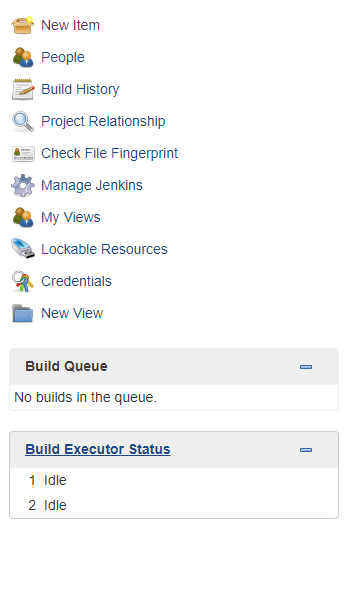 New Item
People
Build History
Project Relationship
Check File Fingerprint
Manage Jenkins
My Views
Lockable Resources
Credentials
New View
Build Queue
No builds in the queue.
Build Executor Status
1 Idle
2 Idle